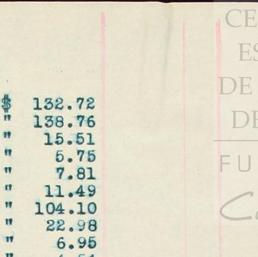 $ 132.72
" 138.76
" 15.51
" 5.75
" 7.81
" 11.49
" 104.10
" 22.98
" 6.95
CE
ES
DE
DE
FU